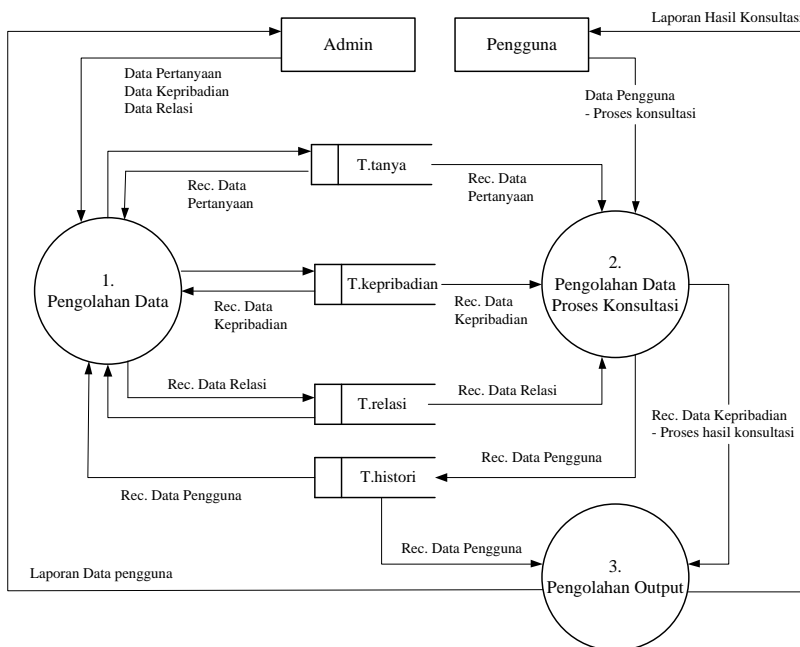 Laporan Hasil Konsultasi
Admin
Pengguna
Data Pertanyaan
Data Kepribadian
Data Relasi
Data Pengguna
- Proses konsultasi
T.tanya
Rec. Data
Pertanyaan
Rec. Data
Pertanyaan
1.
Pengolahan Data
T.kepribadian
Rec. Data
Kepribadian
Rec. Data
Kepribadian
2.
Pengolahan Data
Proses Konsultasi
Rec. Data Relasi
T.relasi
Rec. Data Relasi
Rec. Data Kepribadian
- Proses hasil konsultasi
Rec. Data Pengguna
T.histori
Rec. Data Pengguna
Rec. Data Pengguna
Laporan Data pengguna
3.
Pengolahan Output